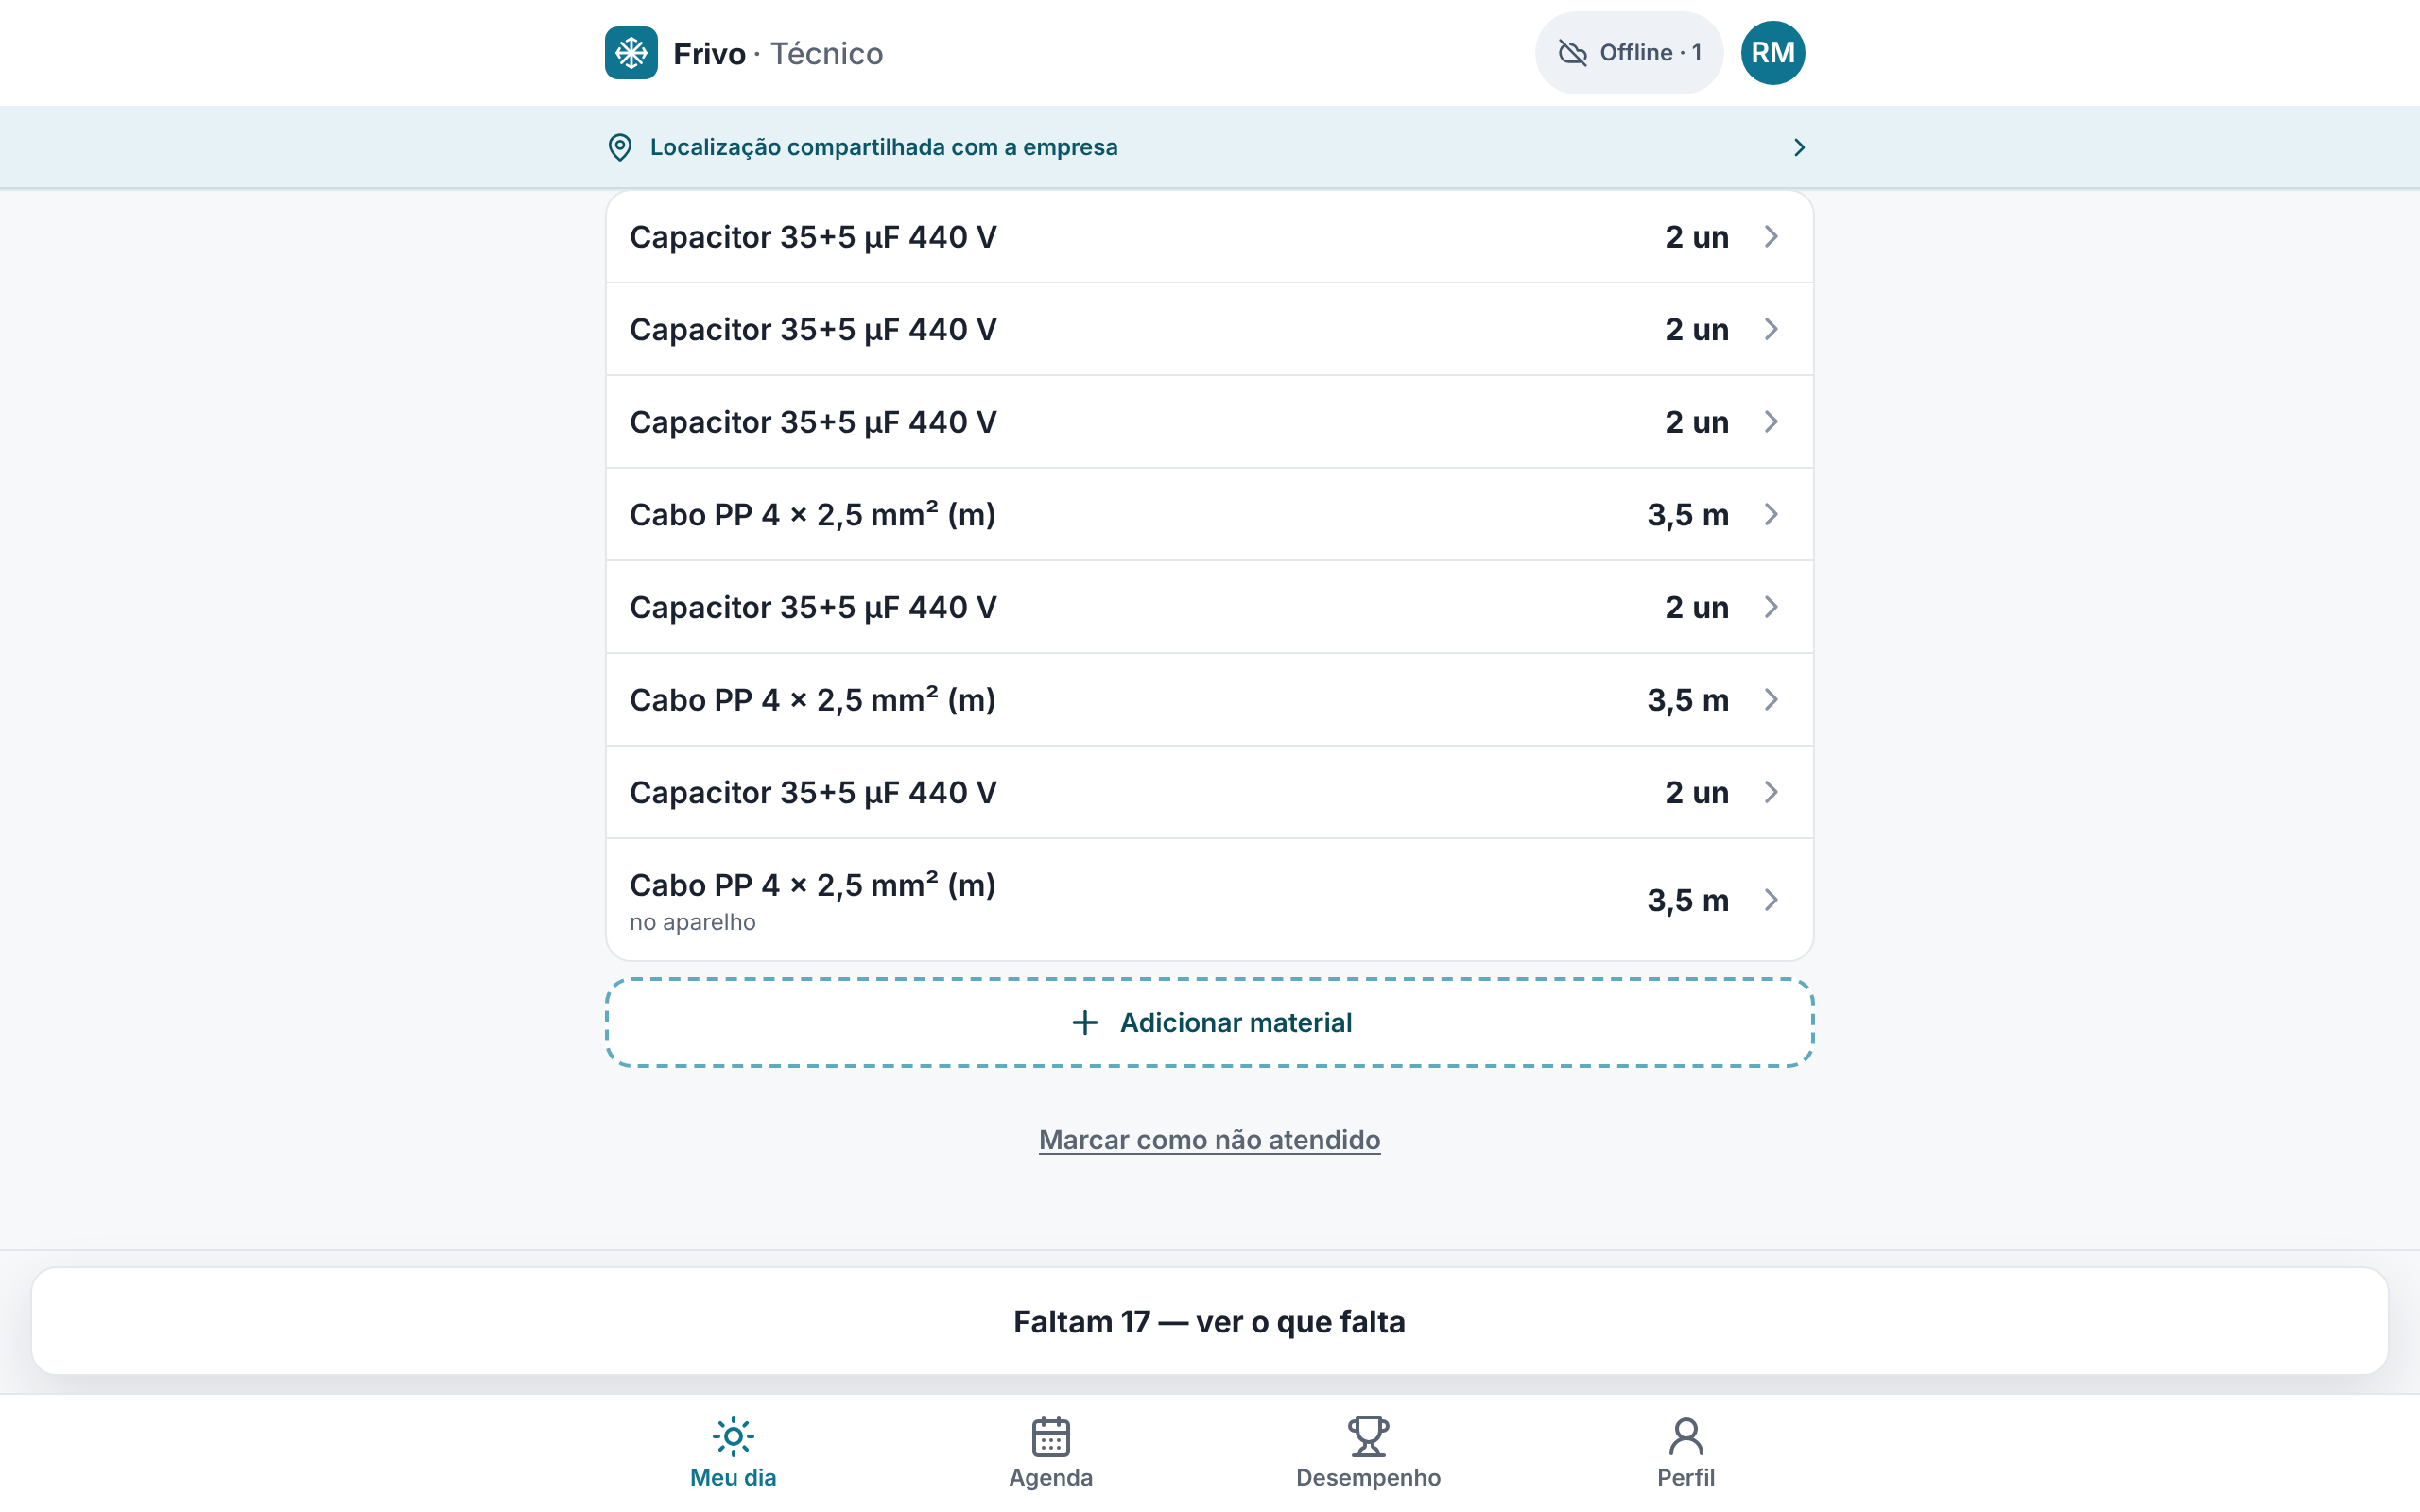 Frivo · Técnico
Offline · 1
RM
Localização compartilhada com a empresa
Capacitor 35+5 µF 440 V
2 un
Capacitor 35+5 µF 440 V
2 un
Capacitor 35+5 µF 440 V
2 un
Cabo PP 4 × 2,5 mm² (m)
3,5 m
Capacitor 35+5 µF 440 V
2 un
Cabo PP 4 × 2,5 mm² (m)
3,5 m
Capacitor 35+5 µF 440 V
2 un
Cabo PP 4 × 2,5 mm² (m)
no aparelho
3,5 m
Adicionar material
Marcar como não atendido
Faltam 17 — ver o que falta
Meu dia
Agenda
Desempenho
Perfil